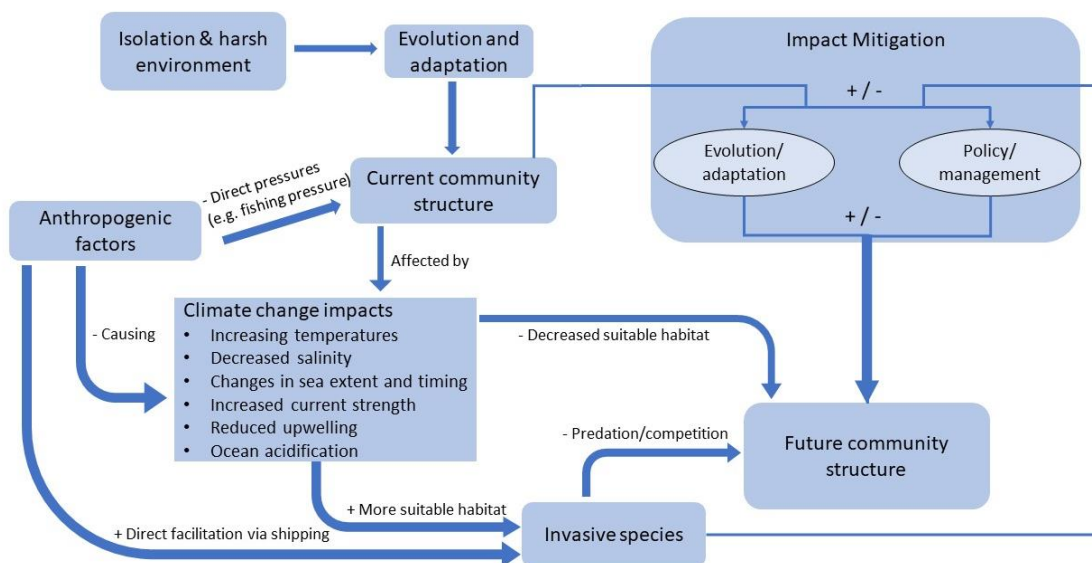 Isolation & harsh
environment
Evolution and
adaptation
Impact Mitigation
+ / -
Evolution/
adaptation
Policy/
management
+ / -
- Direct pressures
(e.g. fishing pressure)
Current community
structure
Anthropogenic
factors
Affected by
Climate change impacts
• Increasing temperatures
• Decreased salinity
• Changes in sea extent and timing
• Increased current strength
• Reduced upwelling
• Ocean acidification
- Causing
- Decreased suitable habitat
- Predation/competition
Future community
structure
+ More suitable habitat
+ Direct facilitation via shipping
Invasive species